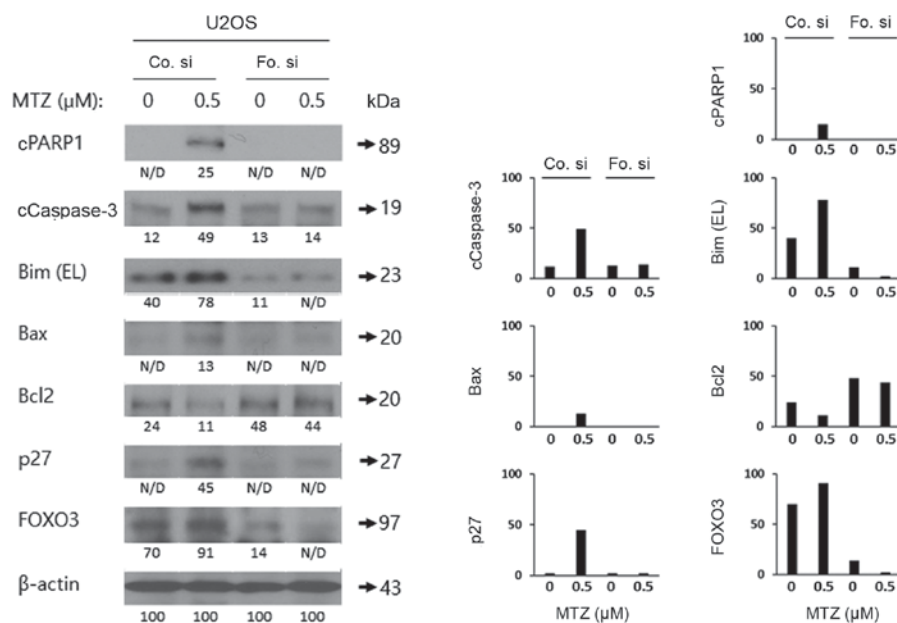 U2OS
Co. si Fo. si
MTZ (µM): 0 0.5 0 0.5 kDa
cPARP1 89
N/D 25 N/D N/D
cCaspase-3 19
12 49 13 14
Bim (EL) 23
40 78 11 N/D
Bax 20
N/D 13 N/D N/D
Bcl2 20
24 11 48 44
p27 27
N/D 45 N/D N/D
FOXO3 97
70 91 14 N/D
β-actin 43
100 100 100 100
Co. si Fo. si
cCaspase-3
100
50
0
0 0.5 0 0.5
Bax
100
50
0
0 0.5 0 0.5
p27
100
50
0
0 0.5 0 0.5
MTZ (µM)
Co. si Fo. si
cPARP1
100
50
0
0 0.5 0 0.5
Bim (EL)
100
50
0
0 0.5 0 0.5
Bcl2
100
50
0
0 0.5 0 0.5
FOXO3
100
50
0
0 0.5 0 0.5
MTZ (µM)